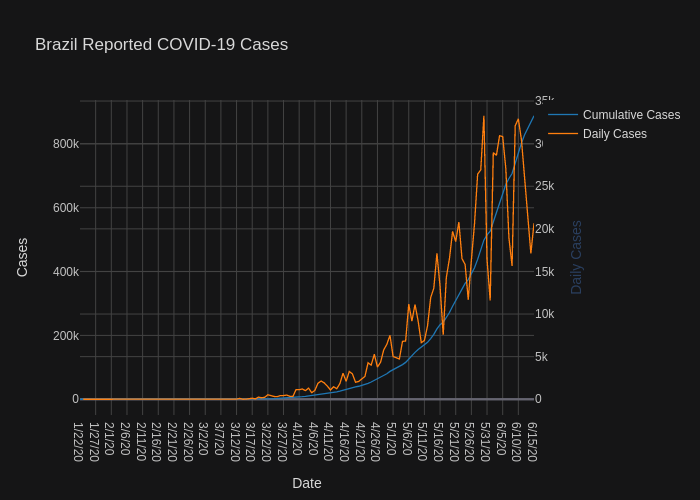 Brazil Reported COVID-19 Cases
Cumulative Cases
Daily Cases
Cases
800k
600k
400k
200k
0
35k
25k
20k
15k
10k
5k
0
Daily Cases
1/22/20
1/27/20
2/1/20
2/6/20
2/11/20
2/16/20
2/21/20
2/26/20
3/2/20
3/7/20
3/12/20
3/17/20
3/22/20
3/27/20
4/1/20
4/6/20
4/11/20
4/16/20
4/21/20
4/26/20
5/1/20
5/6/20
5/11/20
5/16/20
5/21/20
5/26/20
5/31/20
6/5/20
6/10/20
6/15/20
Date